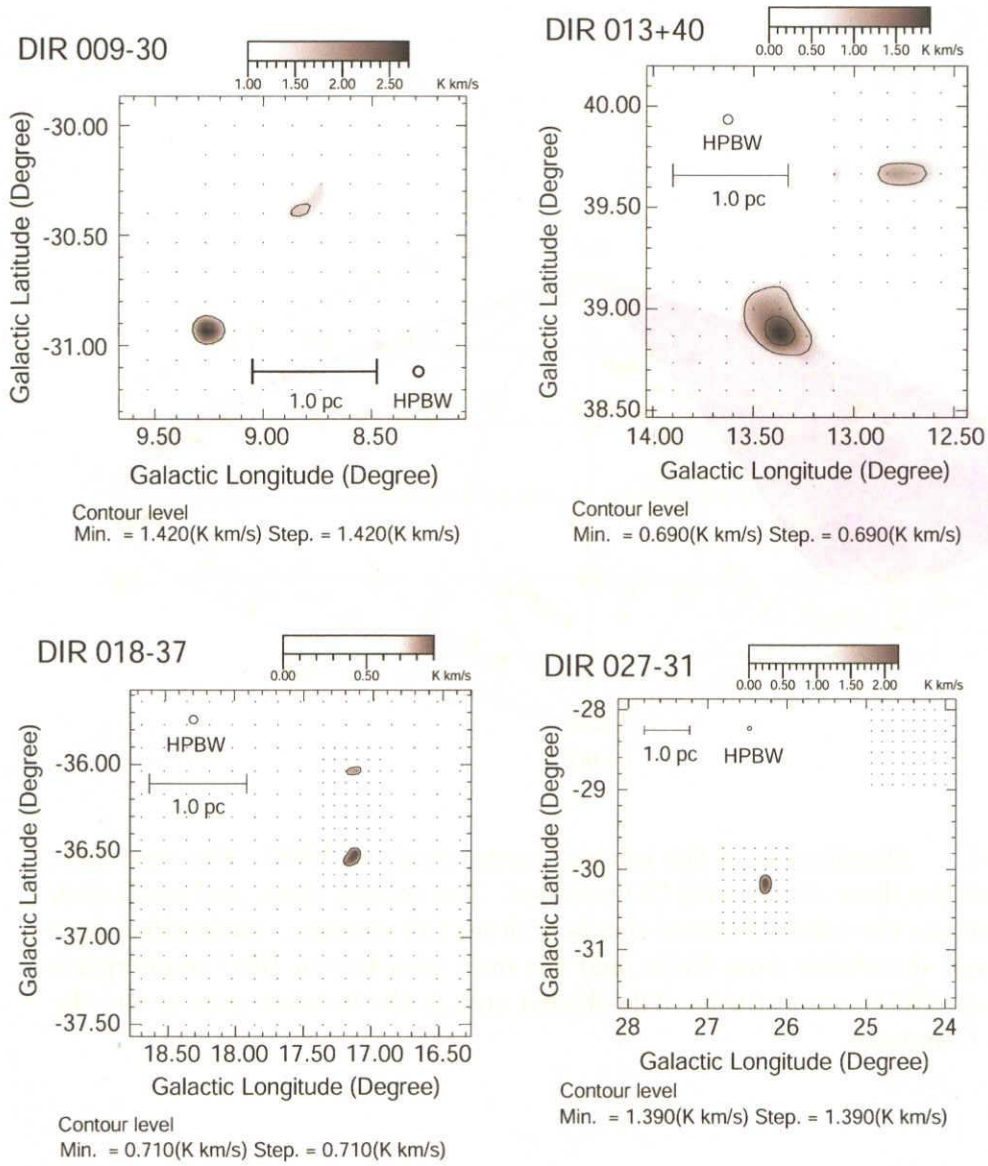 DIR 009-30
1.00 1.50 2.00 2.50 K km/s
Galactic Latitude (Degree)
-30.00
-30.50
-31.00
1.0 pc
HPBW
9.50 9.00 8.50
Galactic Longitude (Degree)
Contour level
Min. = 1.420(K km/s) Step. = 1.420(K km/s)
DIR 013+40
0.00 0.50 1.00 1.50 K km/s
Galactic Latitude (Degree)
40.00
39.50
39.00
38.50
HPBW
1.0 pc
14.00 13.50 13.00 12.50
Galactic Longitude (Degree)
Contour level
Min. = 0.690(K km/s) Step. = 0.690(K km/s)
DIR 018-37
0.00 0.50 K km/s
Galactic Latitude (Degree)
-36.00
-36.50
-37.00
-37.50
HPBW
1.0 pc
18.50 18.00 17.50 17.00 16.50
Galactic Longitude (Degree)
Contour level
Min. = 0.710(K km/s) Step. = 0.710(K km/s)
DIR 027-31
0.00 0.50 1.00 1.50 2.00 K km/s
Galactic Latitude (Degree)
-28
-29
-30
-31
1.0 pc
HPBW
28 27 26 25 24
Galactic Longitude (Degree)
Contour level
Min. = 1.390(K km/s) Step. = 1.390(K km/s)